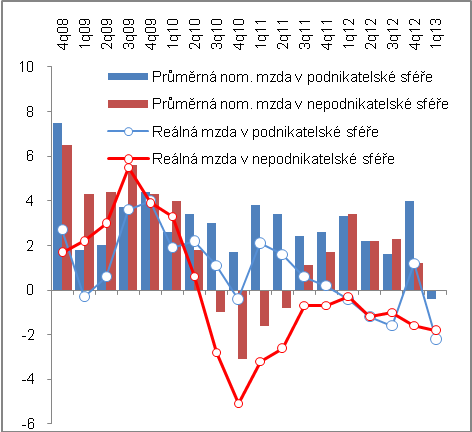 4q08 1q09 2q09 3q09 4q09 1q10 2q10 3q10 4q10 1q11 2q11 3q11 4q11 1q12 2q12 3q12 4q12 1q13
10
Průměrná nom. mzda v podnikatelské sféře
8
Průměrná nom. mzda v nepodnikatelské sféře
Reálná mzda v podnikatelské sféře
6
Reálná mzda v nepodnikatelské sféře
4
2
0
-2
-4
-6